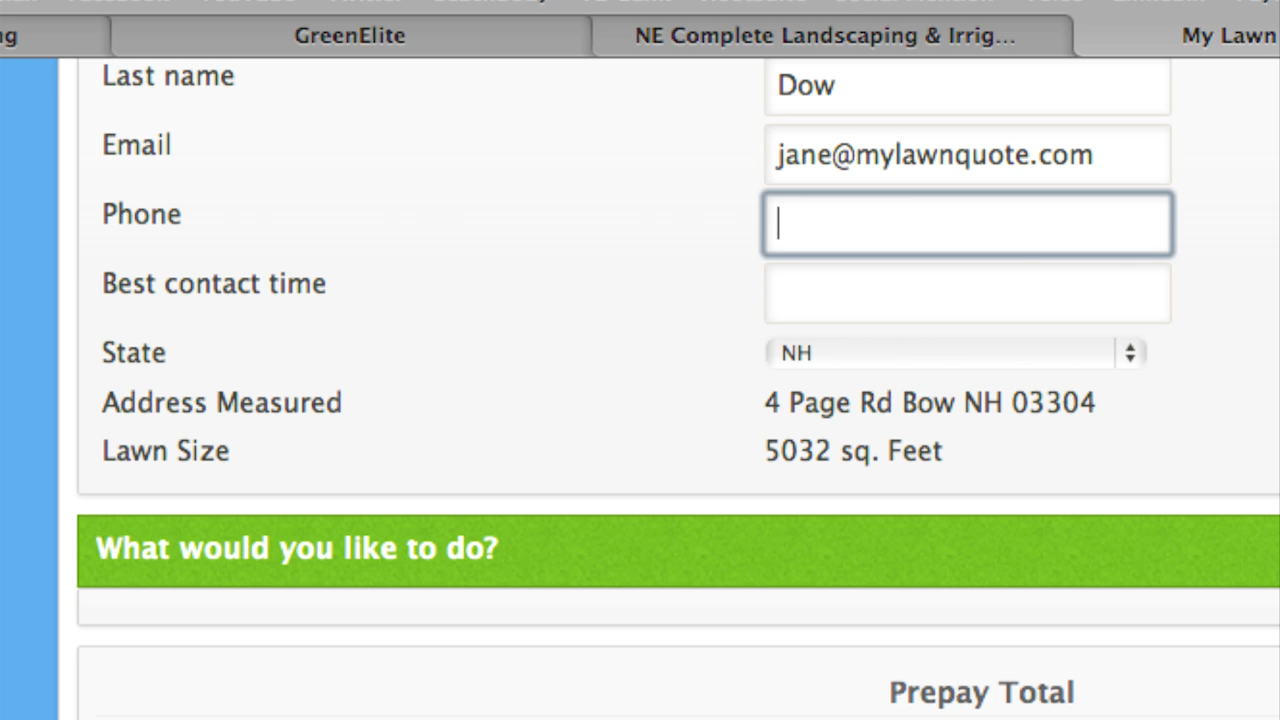 GreenElite
NE Complete Landscaping & Irrig...
My Lawn
Last name
Dow
Email
jane@mylawnquote.com
Phone
Best contact time
State
NH
Address Measured
4 Page Rd Bow NH 03304
Lawn Size
5032 sq. Feet
What would you like to do?
Prepay Total